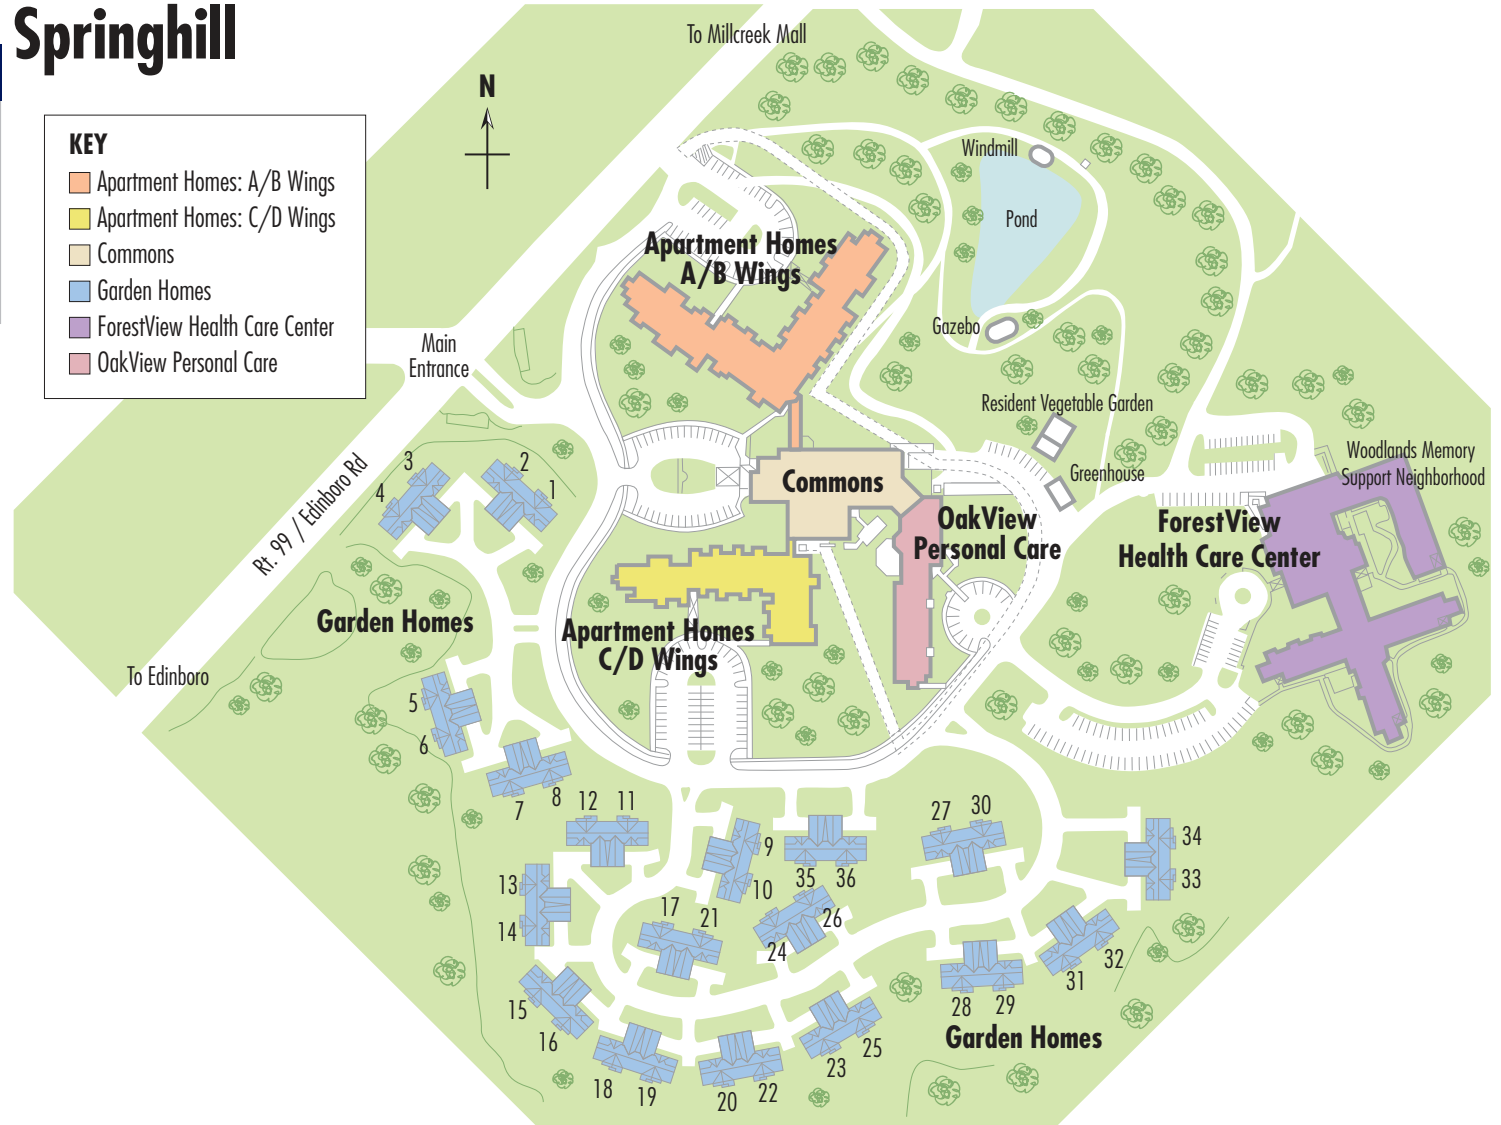 Springhill
To Millcreek Mall
N
KEY
Apartment Homes: A/B Wings
Apartment Homes: C/D Wings
Commons
Garden Homes
ForestView Health Care Center
OakView Personal Care
Windmill
Pond
Gazebo
Apartment Homes
A/B Wings
Main
Entrance
Resident Vegetable Garden
Greenhouse
Woodlands Memory
Support Neighborhood
Commons
OakView
Personal Care
ForestView
Health Care Center
Rt. 99 / Edinboro Rd
3
4
2
1
Garden Homes
Apartment Homes
C/D Wings
To Edinboro
5
6
7
8
12
11
9
10
35
36
27
30
34
33
13
14
17
21
26
24
32
31
15
16
28
29
Garden Homes
18
19
20
22
23
25